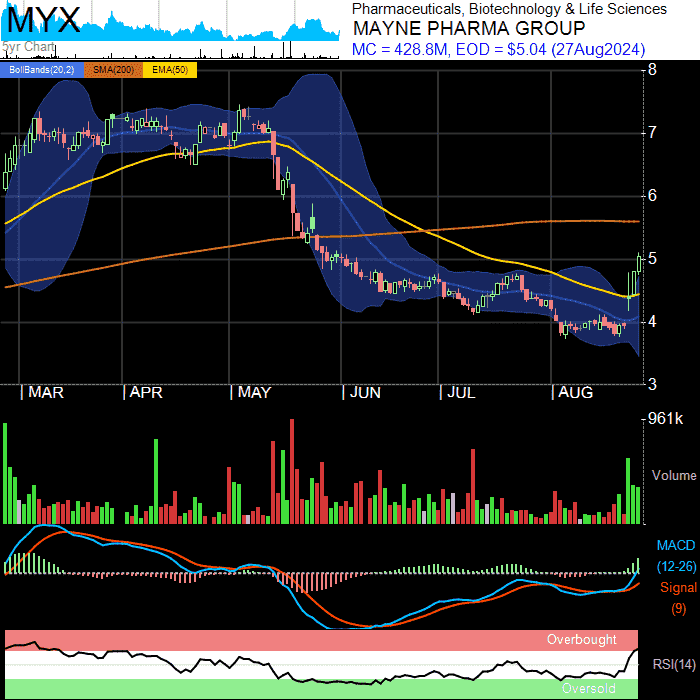 MYX
5yr Chart
Pharmaceuticals, Biotechnology & Life Sciences
MAYNE PHARMA GROUP
MC = 428.8M, EOD = $5.04 (27Aug2024)
BollBands(20,2) SMA(200) EMA(50)
8
7
6
5
4
3
| MAR | APR | MAY | JUN | JUL | AUG
961k
Volume
MACD
(12-26)
Signal
(9)
Overbought
RSI(14)
Oversold